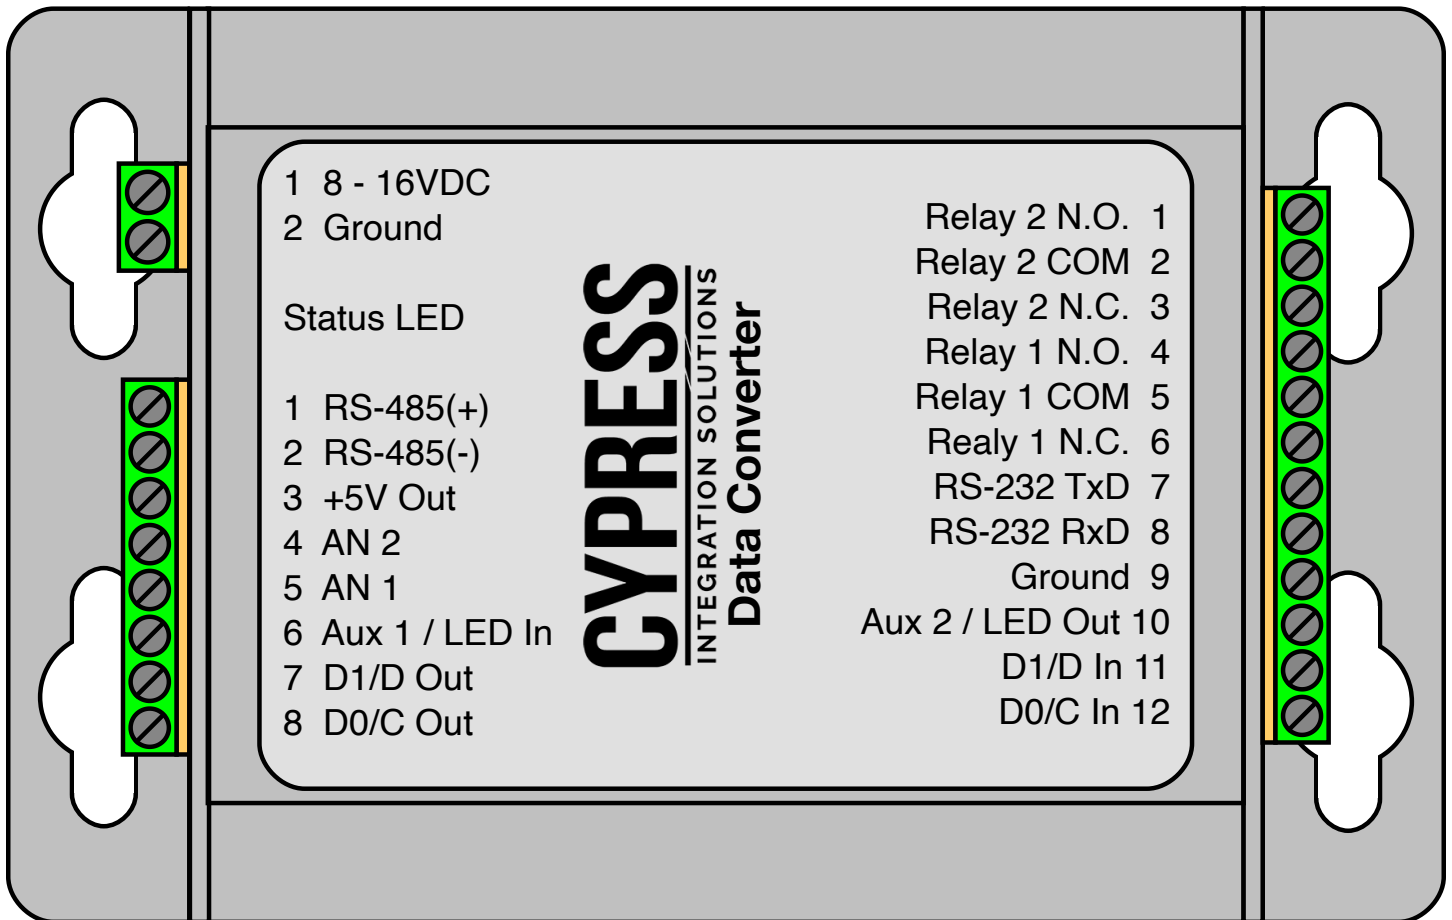 1 8 - 16VDC
2 Ground
Status LED
1 RS-485(+)
2 RS-485(-)
3 +5V Out
4 AN 2
5 AN 1
6 Aux 1 / LED In
7 D1/D Out
8 D0/C Out
CYPRESS
INTEGRATION SOLUTIONS
Data Converter
Relay 2 N.O. 1
Relay 2 COM 2
Relay 2 N.C. 3
Relay 1 N.O. 4
Relay 1 COM 5
Realy 1 N.C. 6
RS-232 TxD 7
RS-232 RxD 8
Ground 9
Aux 2 / LED Out 10
D1/D In 11
D0/C In 12